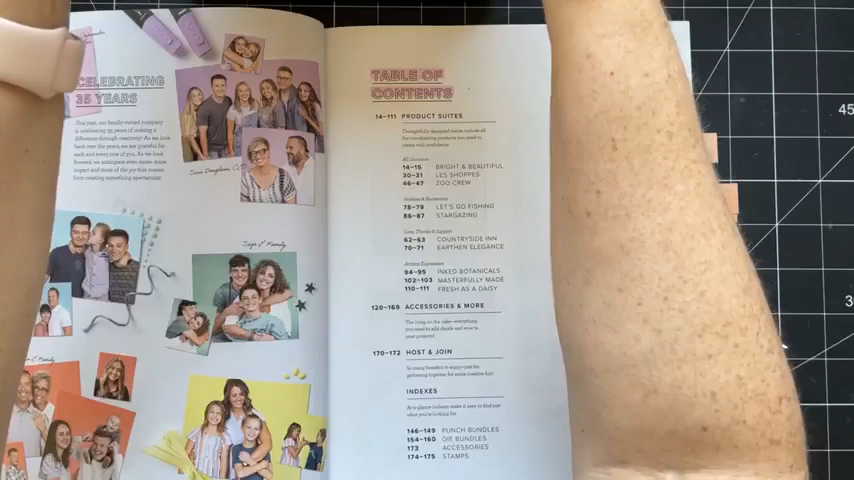 CELEBRATING
35 YEARS
This year, our family-owned company
is celebrating 35 years of making a
difference through creativity! As we look
back over the years, we are grateful for
each and every one of you. As we look
forward, we anticipate even more
impact and more of the joy that comes
from creating something spectacular!
Sara Douglass, CEO
Sage & Family
& Family
TABLE OF
CONTENTS
14–111 PRODUCT SUITES
Thoughtfully designed suites include all
the coordinating products you need to
create with confidence.
All Occasion
14–15 BRIGHT & BEAUTIFUL
30–31 LES SHOPPES
46–47 ZOO CREW
Hobbies & Recreation
78–79 LET'S GO FISHING
86–87 STARGAZING
Love, Thanks & Support
62–63 COUNTRYSIDE INN
70–71 EARTHEN ELEGANCE
Artistic Expression
94–95 INKED BOTANICALS
102–103 MASTERFULLY MADE
110–111 FRESH AS A DAISY
120–169 ACCESSORIES & MORE
The icing on the cake—everything
you need to add dazzle and wow to
your projects!
170–172 HOST & JOIN
So many benefits to enjoy—just for
gathering together for some creative fun!
INDEXES
At-a-glance indexes make it easy to find just
what you're looking for.
146–149 PUNCH BUNDLES
154–160 DIE BUNDLES
173 ACCESSORIES
174–175 STAMPS
45
3